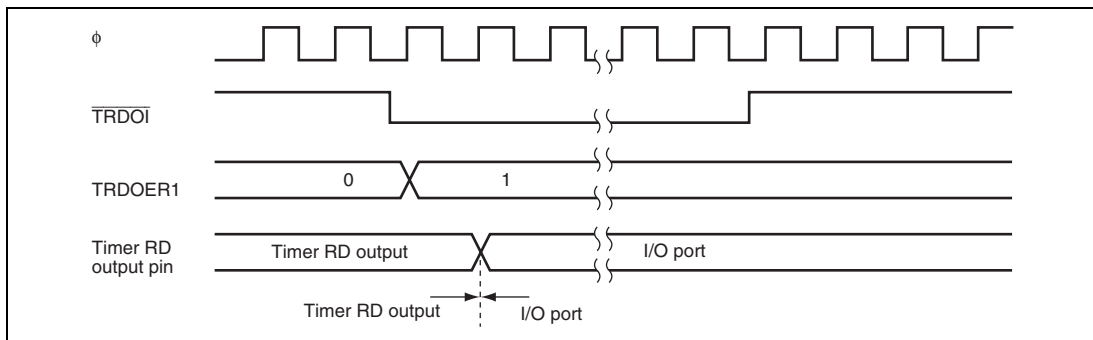 ϕ
TRDOI
TRDOER1
0
1
Timer RD
output pin
Timer RD output
I/O port
Timer RD output
I/O port